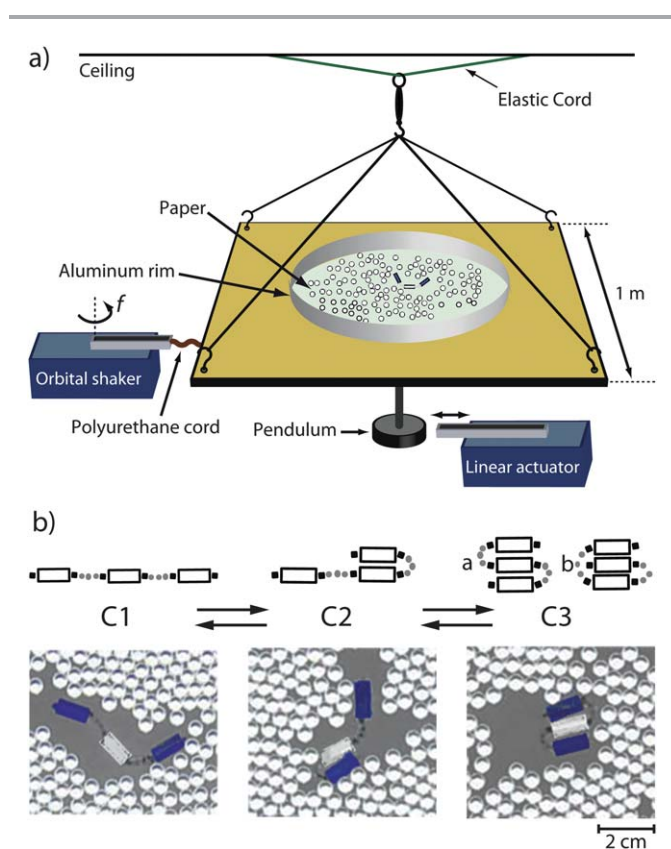 a)
Ceiling
Elastic Cord
Paper
Aluminum rim
1 m
f
Orbital shaker
Polyurethane cord
Pendulum
Linear actuator
b)
a b
C1 C2 C3
2 cm